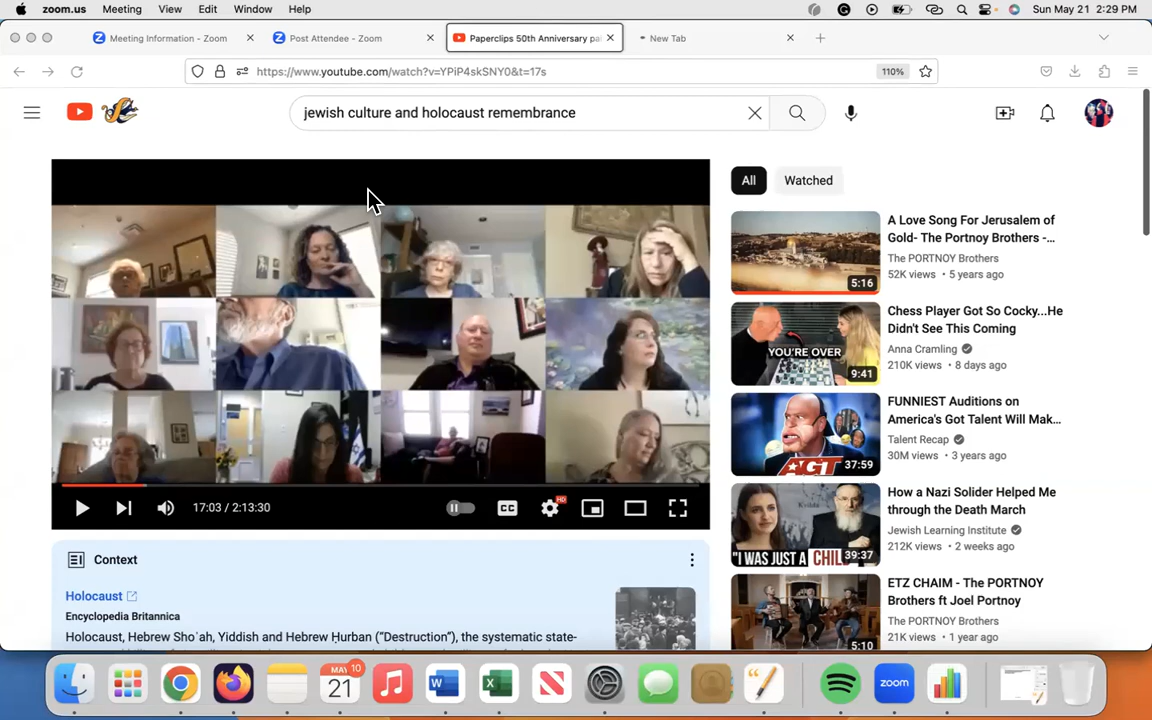 zoom.us Meeting View Edit Window Help Sun May 21 2:29 PM
Meeting Information - Zoom Post Attendee - Zoom Paperclips 50th Anniversary pa New Tab
https://www.youtube.com/watch?v=YPiP4skSNY0&t=17s 110%
jewish culture and holocaust remembrance
All Watched
A Love Song For Jerusalem of
Gold- The Portnoy Brothers -...
The PORTNOY Brothers
52K views • 5 years ago
5:16
Chess Player Got So Cocky...He
Didn't See This Coming
Anna Cramling
210K views • 8 days ago
YOU'RE OVER
9:41
FUNNIEST Auditions on
America's Got Talent Will Mak...
Talent Recap
30M views • 3 years ago
AGT
37:59
How a Nazi Solider Helped Me
through the Death March
Jewish Learning Institute
212K views • 2 weeks ago
"I WAS JUST A CHIL
39:37
ETZ CHAIM - The PORTNOY
Brothers ft Joel Portnoy
The PORTNOY Brothers
21K views • 1 year ago
5:10
17:03 / 2:13:30 CC HD
Context
Holocaust
Encyclopedia Britannica
Holocaust, Hebrew Shoʾah, Yiddish and Hebrew Ḥurban (“Destruction”), the systematic state-
MAY 10
21
W X N zoom